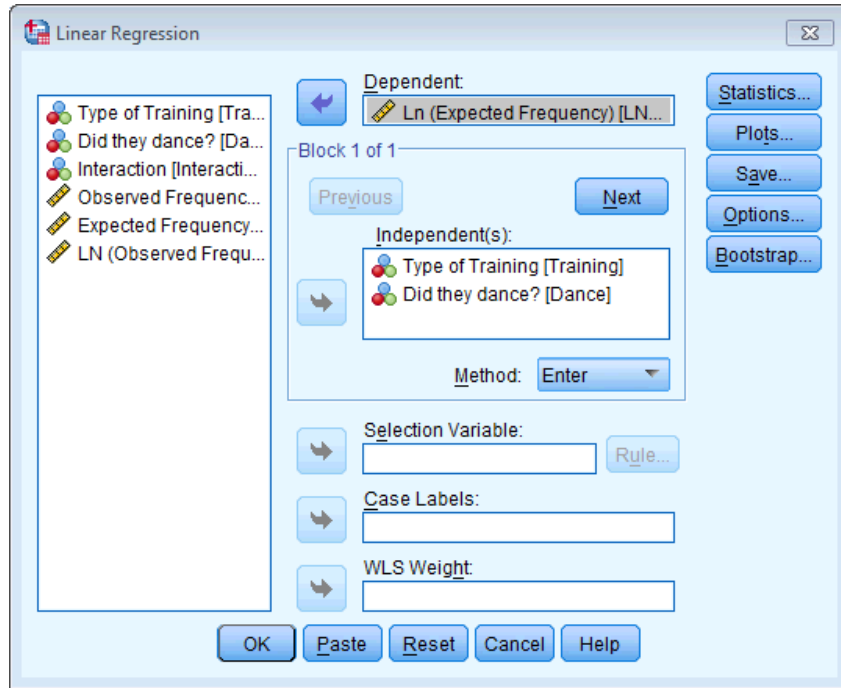 Linear Regression
Type of Training [Tra...
Did they dance? [Da...
Interaction [Interacti...
Observed Frequenc...
Expected Frequency...
LN (Observed Frequ...
Dependent:
Ln (Expected Frequency) [LN...
Block 1 of 1
Previous
Next
Independent(s):
Type of Training [Training]
Did they dance? [Dance]
Method: Enter
Selection Variable:
Rule...
Case Labels:
WLS Weight:
Statistics...
Plots...
Save...
Options...
Bootstrap...
OK Paste Reset Cancel Help